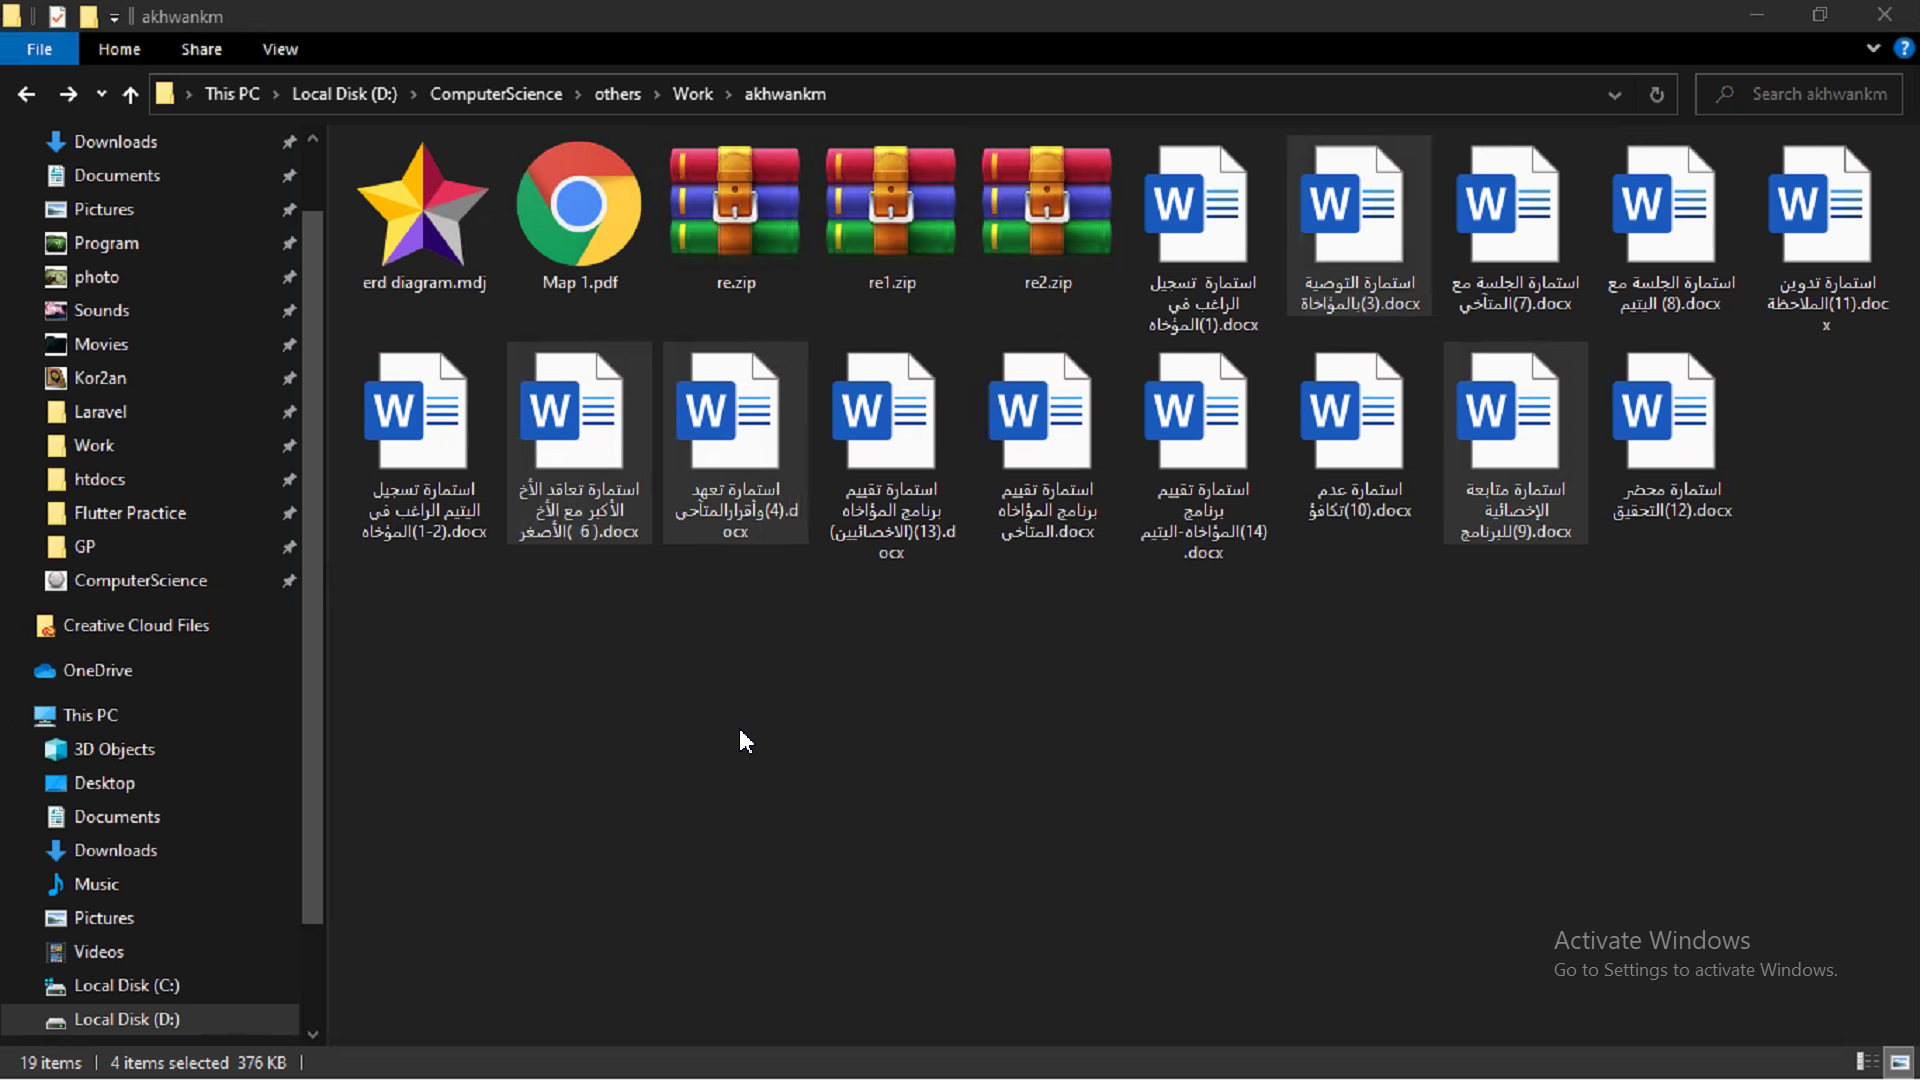 akhwankm
File
Home
Share
View
This PC
Local Disk (D:)
ComputerScience
others
Work
akhwankm
Search akhwankm
Downloads
Documents
Pictures
Program
photo
Sounds
Movies
Kor2an
Laravel
Work
htdocs
Flutter Practice
GP
ComputerScience
Creative Cloud Files
OneDrive
This PC
3D Objects
Desktop
Documents
Downloads
Music
Pictures
Videos
Local Disk (C:)
Local Disk (D:)
erd diagram.mdj
Map 1.pdf
re.zip
re1.zip
re2.zip
استمارة تسجيل
الراغب في
المؤخاه(1).docx
استمارة التوصية
بالمؤاخاة(3).docx
استمارة الجلسة مع
المتآخي(7).docx
استمارة الجلسة مع
اليتيم (8).docx
استمارة تدوين
الملاحظة(11).doc
x
استمارة تسجيل
اليتيم الراغب في
المؤخاه(1-2).docx
استمارة تعاقد الأخ
الأكبر مع الأخ
الأصغر( 6 ).docx
استمارة تعهد
وأقرارالمتآخي(4).d
ocx
استمارة تقييم
برنامج المؤاخاه
(الاخصائيين)(13).d
ocx
استمارة تقييم
برنامج المؤاخاه
المتآخي.docx
استمارة تقييم
برنامج
المؤاخاه-اليتيم(14)
.docx
استمارة عدم
تكافؤ(10).docx
استمارة متابعة
الإخصائية
للبرنامج(9).docx
استمارة محضر
التحقيق(12).docx
Activate Windows
Go to Settings to activate Windows.
19 items
4 items selected 376 KB